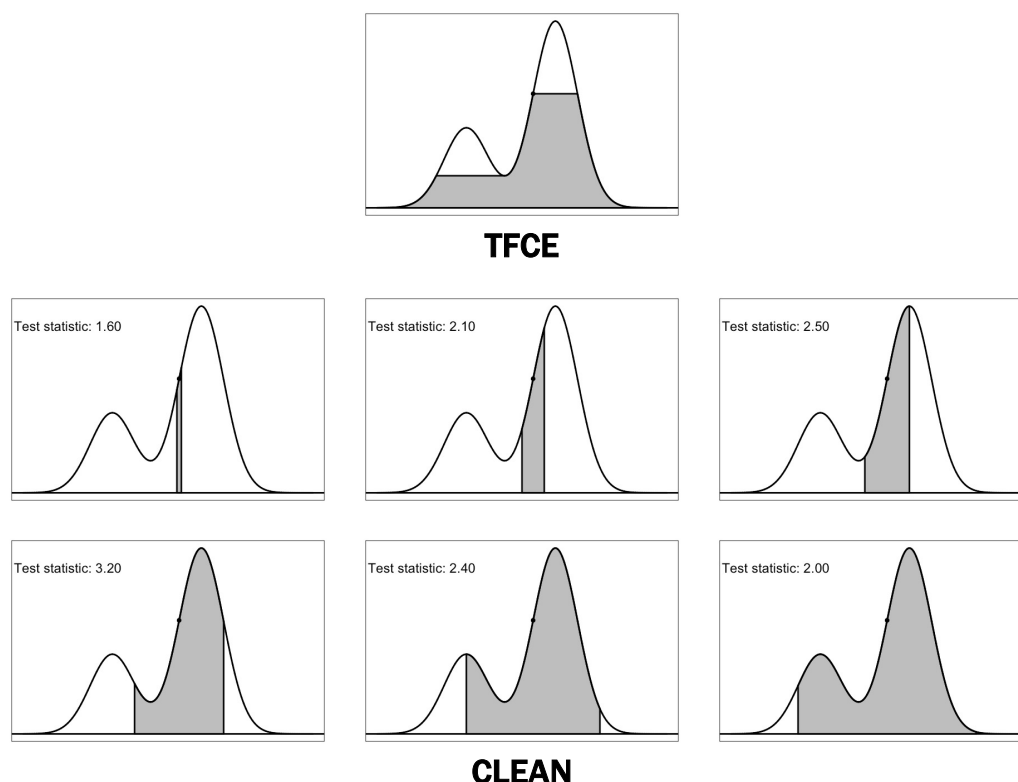 TFCE
Test statistic: 1.60
Test statistic: 2.10
Test statistic: 2.50
Test statistic: 3.20
Test statistic: 2.40
Test statistic: 2.00
CLEAN